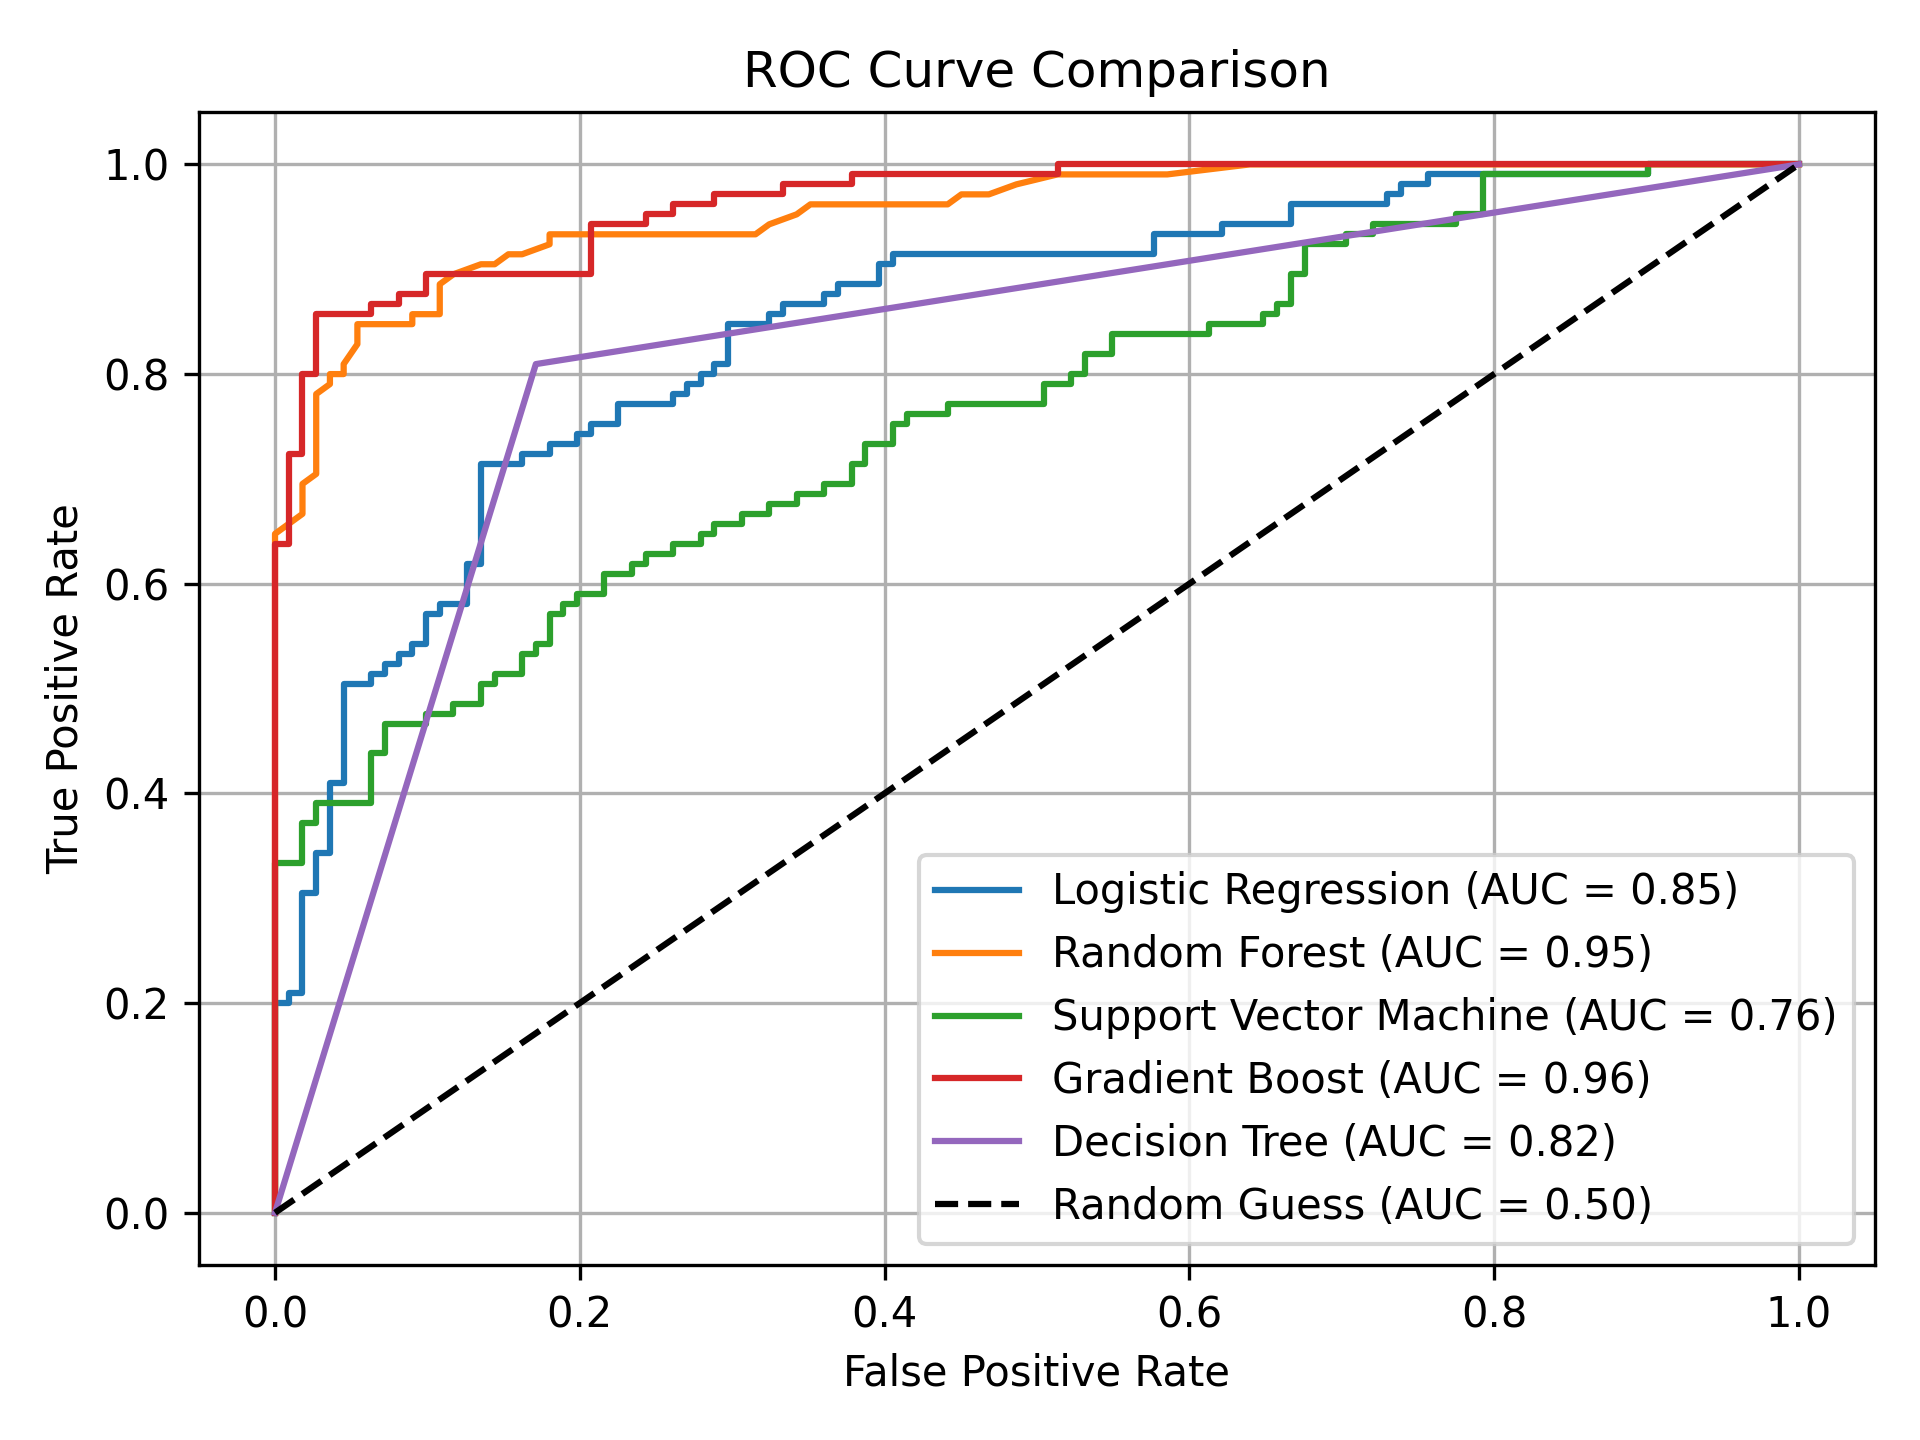 ROC Curve Comparison
True Positive Rate
1.0
0.8
0.6
0.4
0.2
0.0
Logistic Regression (AUC = 0.85)
Random Forest (AUC = 0.95)
Support Vector Machine (AUC = 0.76)
Gradient Boost (AUC = 0.96)
Decision Tree (AUC = 0.82)
Random Guess (AUC = 0.50)
0.0 0.2 0.4 0.6 0.8 1.0
False Positive Rate